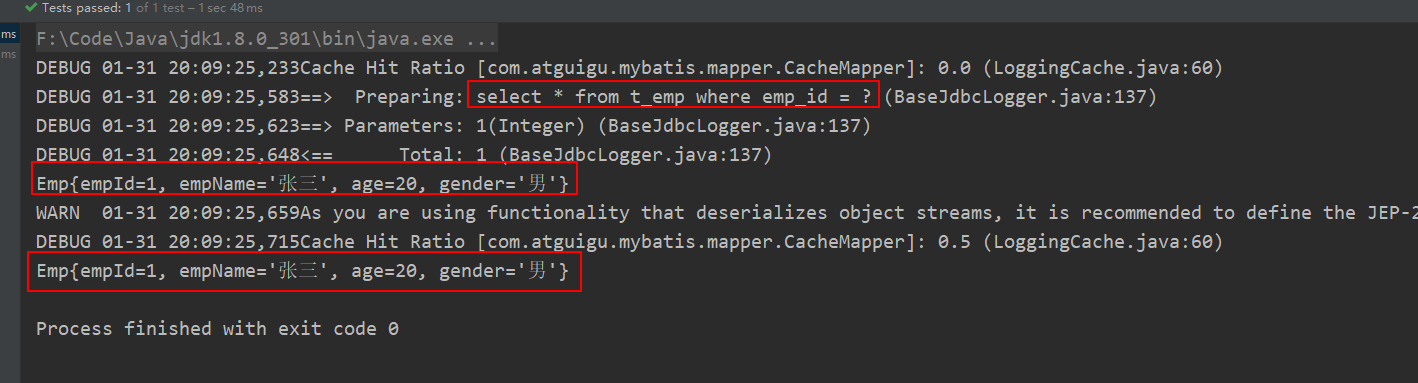 Tests passed: 1 of 1 test – 1 sec 48 ms
ms
ms
F:\Code\Java\jdk1.8.0_301\bin\java.exe ...
DEBUG 01-31 20:09:25,233Cache Hit Ratio [com.atguigu.mybatis.mapper.CacheMapper]: 0.0 (LoggingCache.java:60)
DEBUG 01-31 20:09:25,583==>  Preparing: select * from t_emp where emp_id = ? (BaseJdbcLogger.java:137)
DEBUG 01-31 20:09:25,623==> Parameters: 1(Integer) (BaseJdbcLogger.java:137)
DEBUG 01-31 20:09:25,648<==      Total: 1 (BaseJdbcLogger.java:137)
Emp{empId=1, empName='张三', age=20, gender='男'}
WARN  01-31 20:09:25,659As you are using functionality that deserializes object streams, it is recommended to define the JEP-2
DEBUG 01-31 20:09:25,715Cache Hit Ratio [com.atguigu.mybatis.mapper.CacheMapper]: 0.5 (LoggingCache.java:60)
Emp{empId=1, empName='张三', age=20, gender='男'}
Process finished with exit code 0